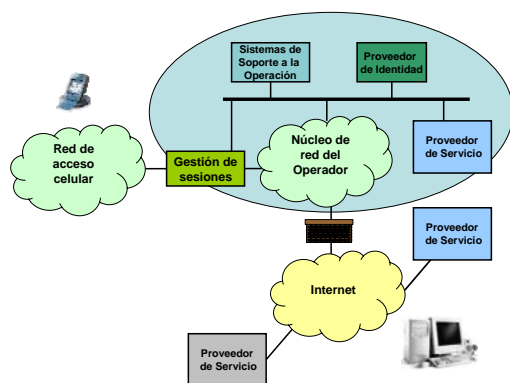 Sistemas de
Soporte a la
Operación
Proveedor
de Identidad
Red de
acceso
celular
Gestión de
sesiones
Núcleo de
red del
Operador
Proveedor
de Servicio
Proveedor
de Servicio
Internet
Proveedor
de Servicio